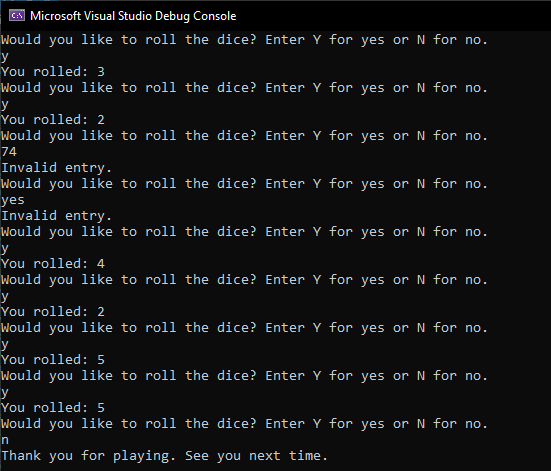 Microsoft Visual Studio Debug Console
Would you like to roll the dice? Enter Y for yes or N for no.
y
You rolled: 3
Would you like to roll the dice? Enter Y for yes or N for no.
y
You rolled: 2
Would you like to roll the dice? Enter Y for yes or N for no.
74
Invalid entry.
Would you like to roll the dice? Enter Y for yes or N for no.
yes
Invalid entry.
Would you like to roll the dice? Enter Y for yes or N for no.
y
You rolled: 4
Would you like to roll the dice? Enter Y for yes or N for no.
y
You rolled: 2
Would you like to roll the dice? Enter Y for yes or N for no.
y
You rolled: 5
Would you like to roll the dice? Enter Y for yes or N for no.
y
You rolled: 5
Would you like to roll the dice? Enter Y for yes or N for no.
n
Thank you for playing. See you next time.